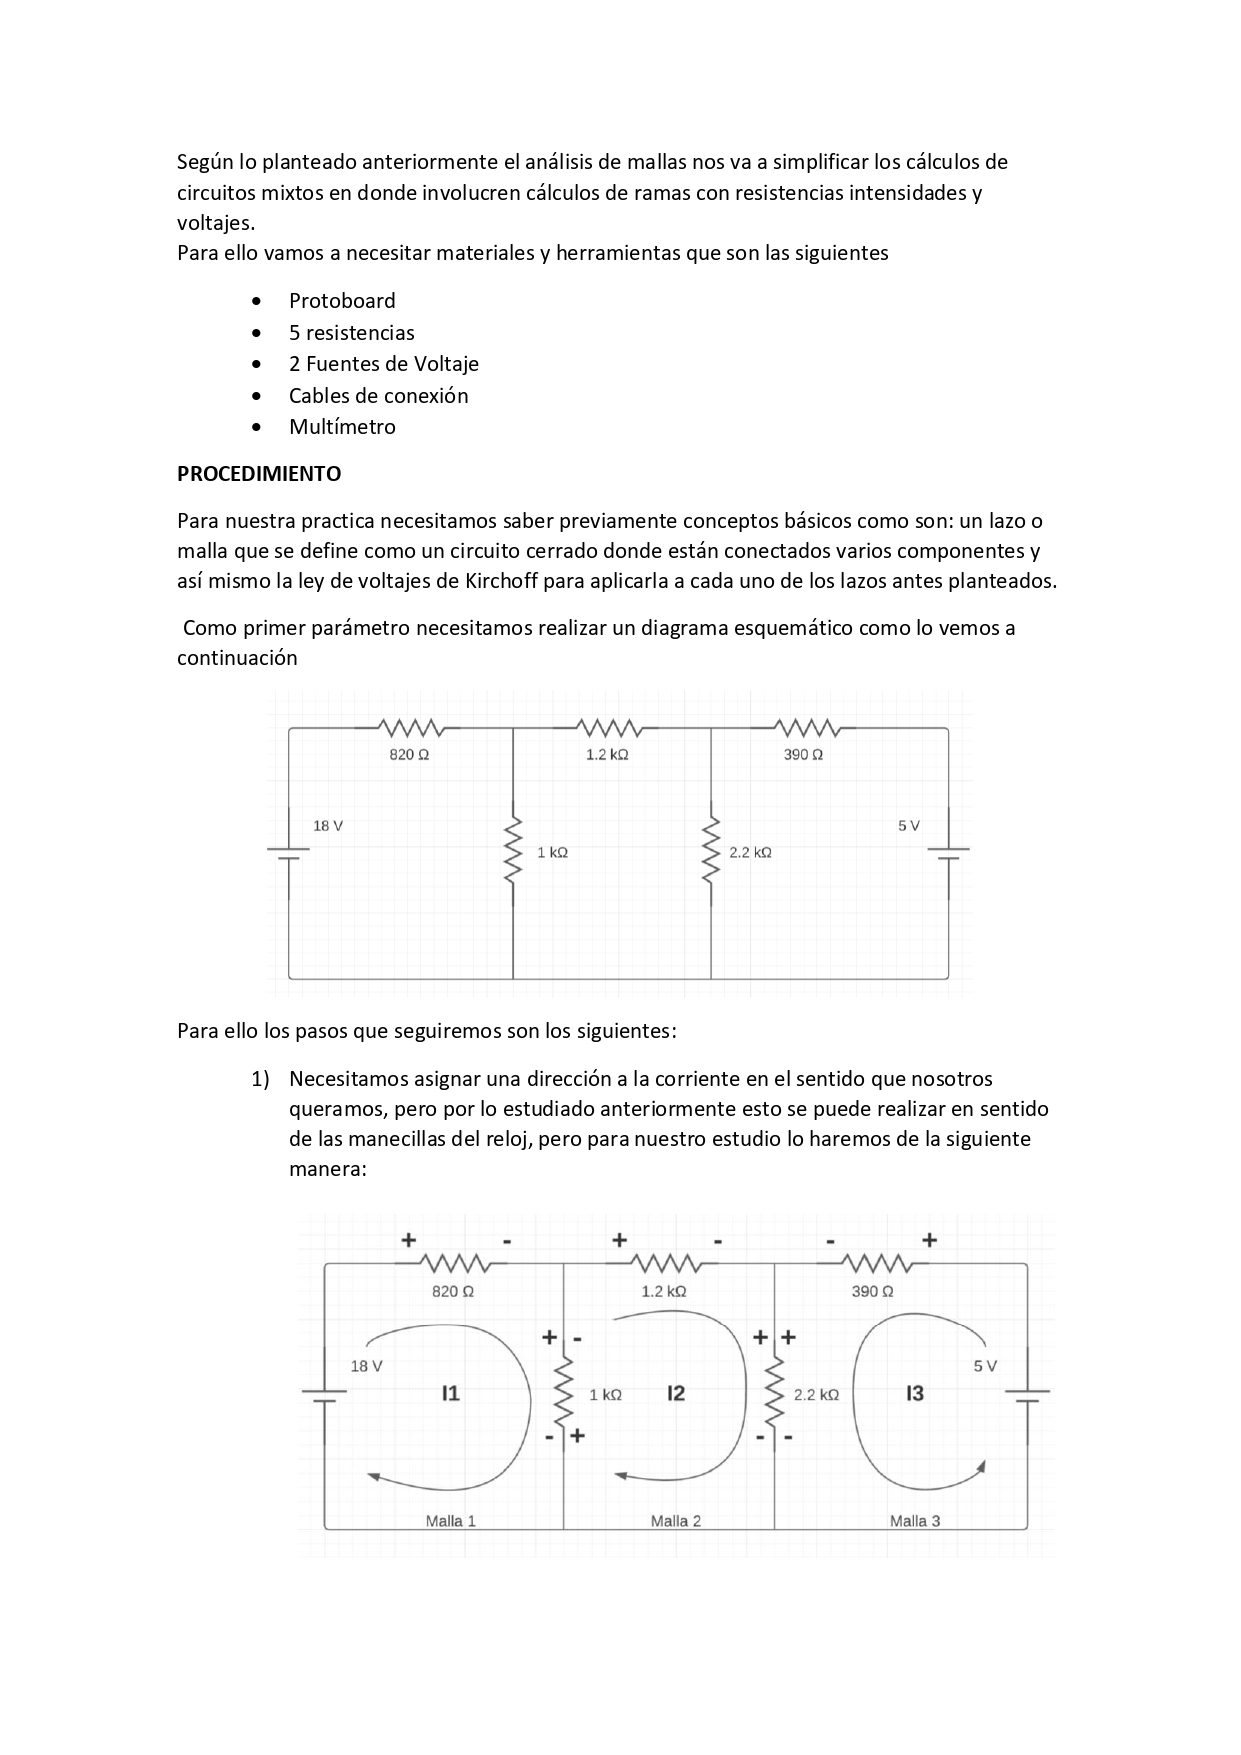 Según lo planteado anteriormente el análisis de mallas nos va a simplificar los cálculos de
circuitos mixtos en donde involucren cálculos de ramas con resistencias intensidades y
voltajes.
Para ello vamos a necesitar materiales y herramientas que son las siguientes
• Protoboard
• 5 resistencias
• 2 Fuentes de Voltaje
• Cables de conexión
• Multímetro
PROCEDIMIENTO
Para nuestra practica necesitamos saber previamente conceptos básicos como son: un lazo o
malla que se define como un circuito cerrado donde están conectados varios componentes y
así mismo la ley de voltajes de Kirchoff para aplicarla a cada uno de los lazos antes planteados.
Como primer parámetro necesitamos realizar un diagrama esquemático como lo vemos a
continuación
820 Ω 1.2 kΩ 390 Ω
18 V 5 V
1 kΩ 2.2 kΩ
Para ello los pasos que seguiremos son los siguientes:
1) Necesitamos asignar una dirección a la corriente en el sentido que nosotros
queramos, pero por lo estudiado anteriormente esto se puede realizar en sentido
de las manecillas del reloj, pero para nuestro estudio lo haremos de la siguiente
manera:
+ - + - - +
820 Ω 1.2 kΩ 390 Ω
+ - + +
18 V 5 V
I1 1 kΩ I2 2.2 kΩ I3
- + - -
Malla 1 Malla 2 Malla 3